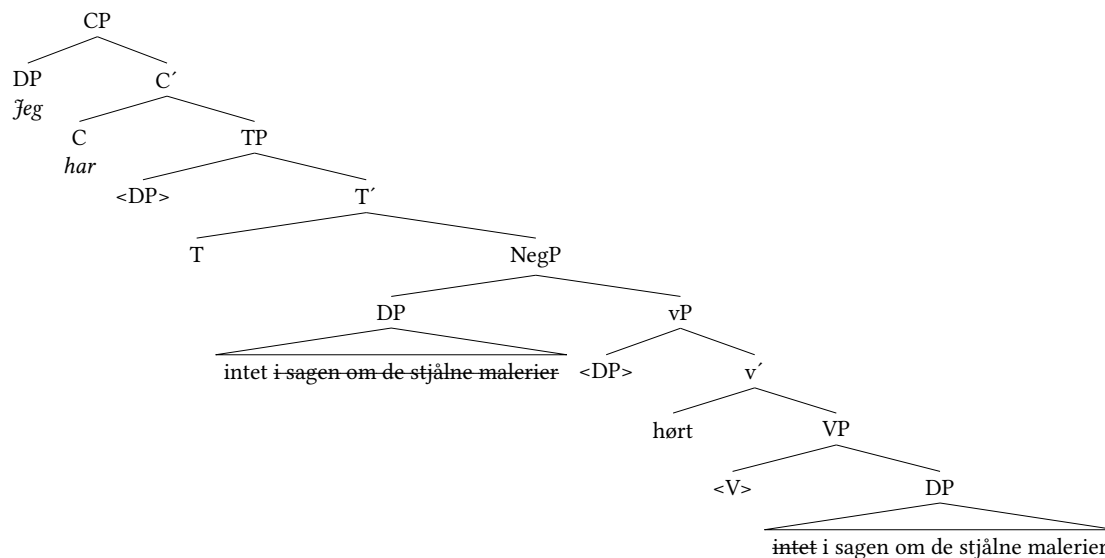 CP
DP C´
Jeg
C TP
har
<DP> T´
T NegP
DP vP
intet i sagen om de stjålne malerier <DP> v´
hørt VP
<V> DP
intet i sagen om de stjålne malerier